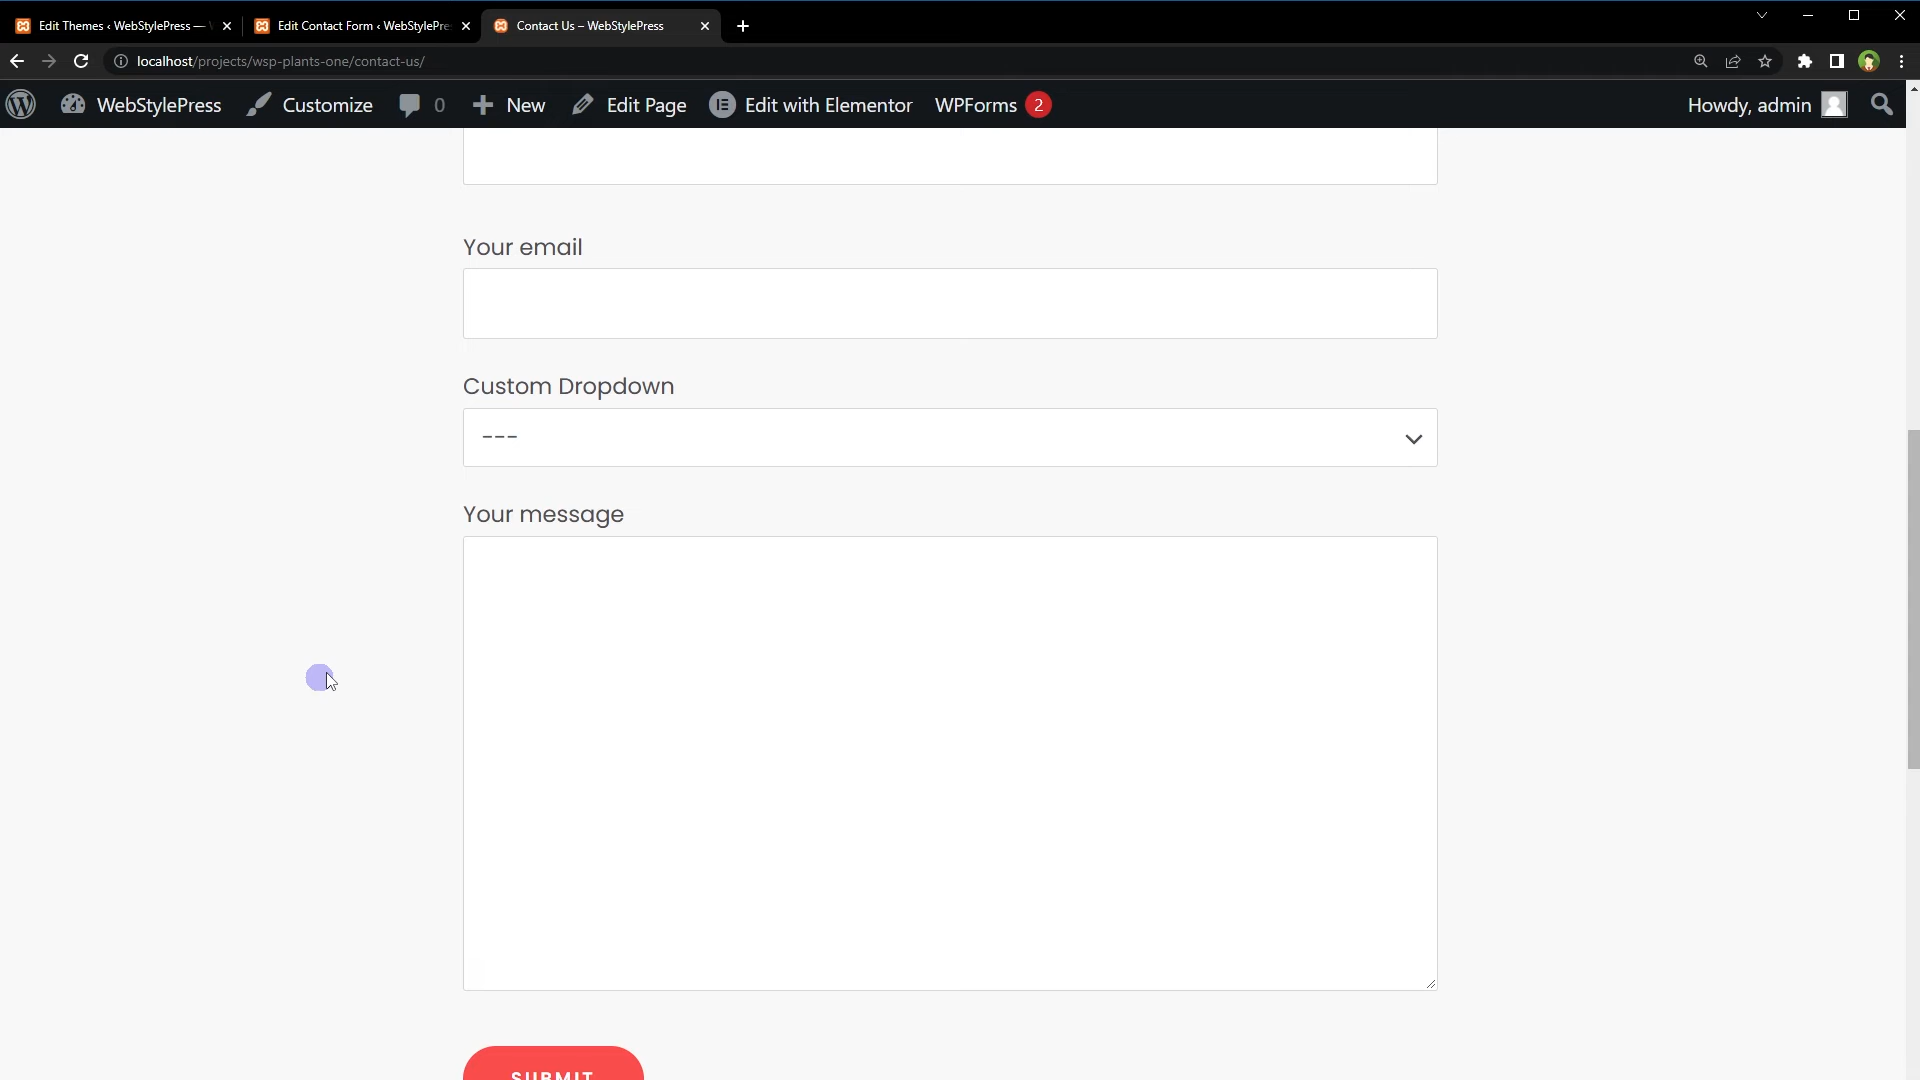 Edit Themes ‹ WebStylePress —
Edit Contact Form ‹ WebStylePre
Contact Us – WebStylePress
localhost/projects/wsp-plants-one/contact-us/
WebStylePress
Customize
0
New
Edit Page
Edit with Elementor
WPForms 2
Howdy, admin
Your email
Custom Dropdown
---
Your message
SUBMIT